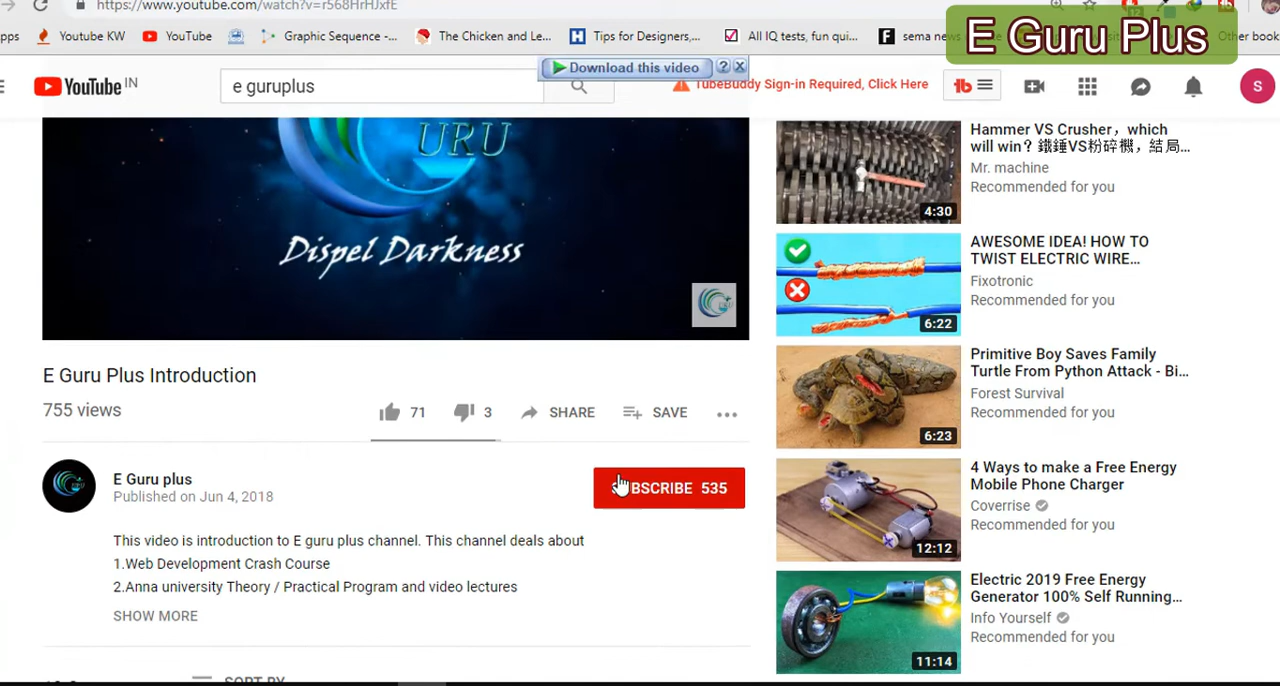 https://www.youtube.com/watch?v=r568HrHJxfE
pps
YouTube KW
YouTube
Graphic Sequence -...
The Chicken and Le...
Tips for Designers,...
All IQ tests, fun qui...
sema
Other book
E Guru Plus
YouTube IN
e guruplus
Download this video
TubeBuddy Sign-in Required, Click Here
S
URU
Dispel Darkness
E Guru Plus Introduction
755 views
71
3
SHARE
SAVE
E Guru plus
Published on Jun 4, 2018
SUBSCRIBE 535
This video is introduction to E guru plus channel. This channel deals about
1.Web Development Crash Course
2.Anna university Theory / Practical Program and video lectures
SHOW MORE
SORT BY
Hammer VS Crusher，which
will win？鐵錘VS粉碎機，結局...
Mr. machine
Recommended for you
4:30
AWESOME IDEA! HOW TO
TWIST ELECTRIC WIRE...
Fixotronic
Recommended for you
6:22
Primitive Boy Saves Family
Turtle From Python Attack - Bi...
Forest Survival
Recommended for you
6:23
4 Ways to make a Free Energy
Mobile Phone Charger
Coverrise
Recommended for you
12:12
Electric 2019 Free Energy
Generator 100% Self Running...
Info Yourself
Recommended for you
11:14